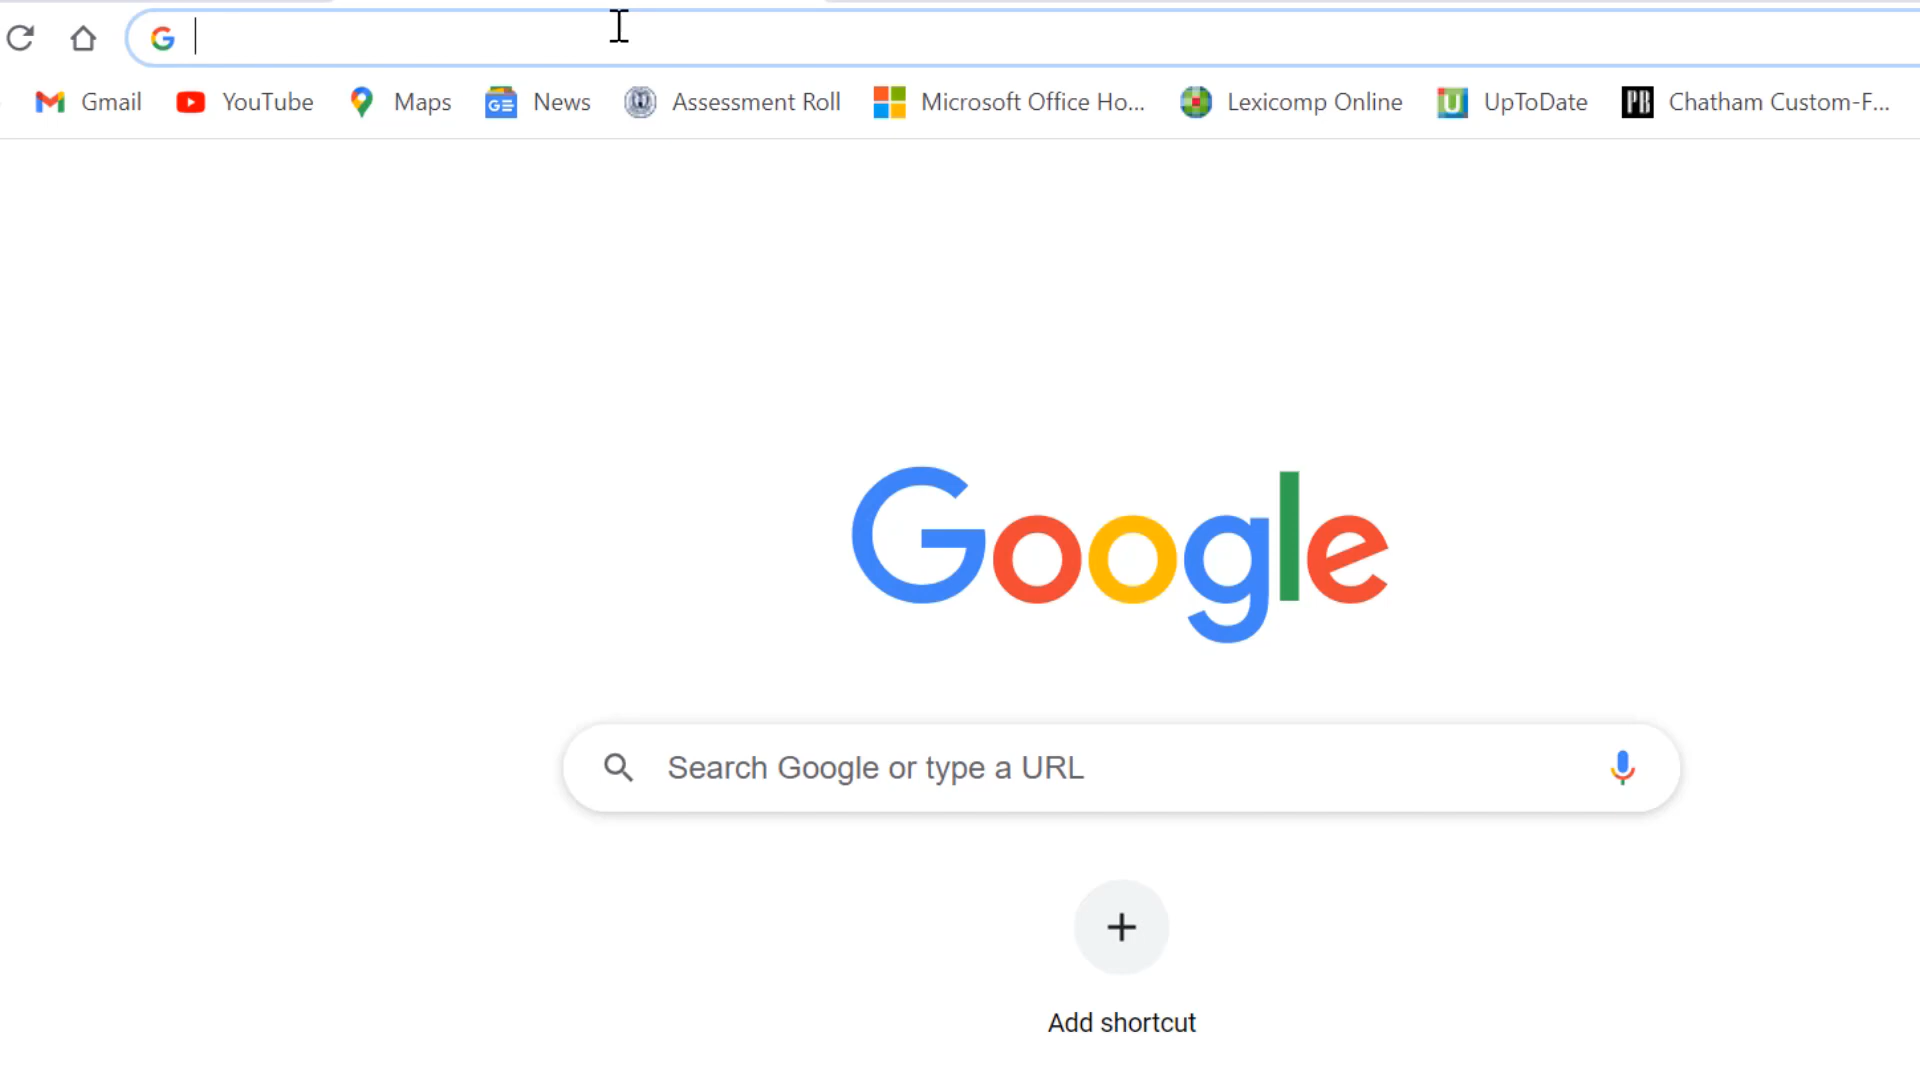 Gmail YouTube Maps News Assessment Roll Microsoft Office Ho... Lexicomp Online UpToDate Chatham Custom-F...
Google
Search Google or type a URL
Add shortcut